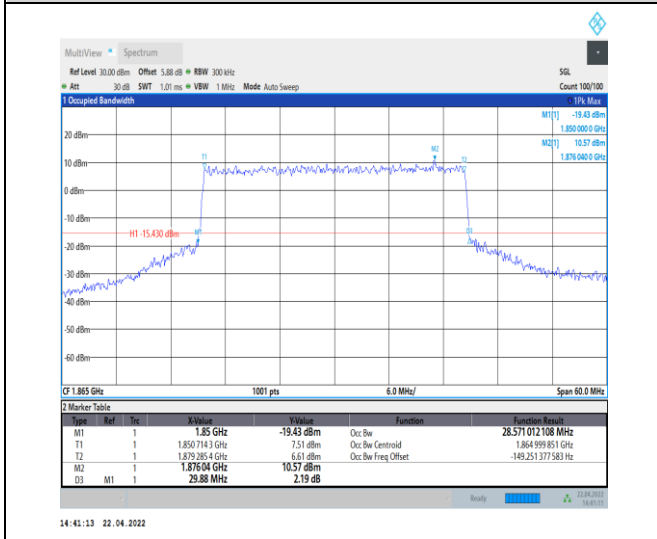 MultiView Spectrum
Ref Level 30.00 dBm Offset 5.88 dB RBW 300 kHz SGL
Att 30 dB SWT 1.01 ms VBW 1 MHz Mode Auto Sweep Count 100/100
1 Occupied Bandwidth 1Pk Max
M1[1] -19.43 dBm
1.850 000 0 GHz
M2[1] 10.57 dBm
1.876 040 0 GHz
20 dBm
M2
T1 T2
10 dBm
0 dBm
-10 dBm
H1 -15.430 dBm M1
-20 dBm
-30 dBm
-40 dBm
-50 dBm
-60 dBm
CF 1.865 GHz 1001 pts 6.0 MHz/ Span 60.0 MHz
2 Marker Table
Type Ref Trc X-Value Y-Value Function Function Result
M1 1 1.85 GHz -19.43 dBm Occ Bw 28.571 012 108 MHz
T1 1 1.850 714 3 GHz 7.51 dBm Occ Bw Centroid 1.864 999 851 GHz
T2 1 1.879 285 4 GHz 6.61 dBm Occ Bw Freq Offset -149.251 377 583 Hz
M2 1 1.876 04 GHz 10.57 dBm
D3 M1 1 29.88 MHz 2.19 dB
Ready 22.04.2022
14:41:13 22.04.2022